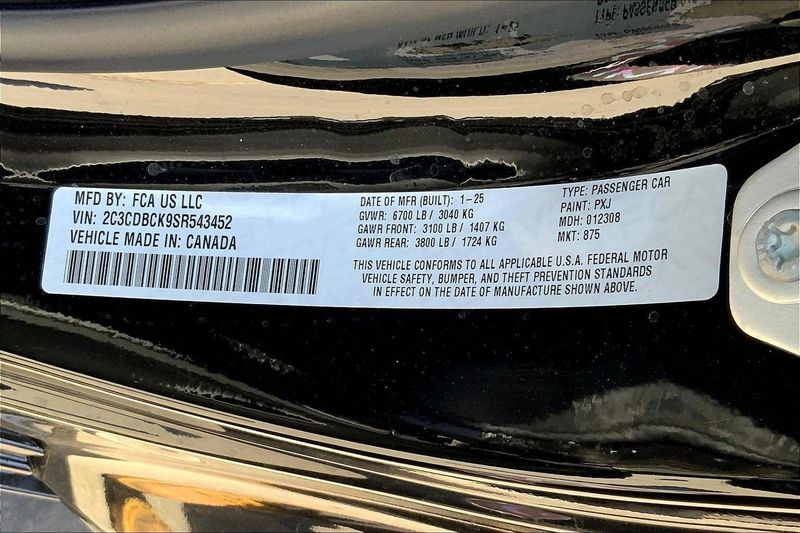 MFD BY: FCA US LLC
VIN: 2C3CDBCK9SR543452
VEHICLE MADE IN: CANADA
DATE OF MFR (BUILT): 1-25
GVWR: 6700 LB / 3040 KG
GAWR FRONT: 3100 LB / 1407 KG
GAWR REAR: 3800 LB / 1724 KG
TYPE: PASSENGER CAR
PAINT: PXJ
MDH: 012308
MKT: 875
THIS VEHICLE CONFORMS TO ALL APPLICABLE U.S.A. FEDERAL MOTOR
VEHICLE SAFETY, BUMPER, AND THEFT PREVENTION STANDARDS
IN EFFECT ON THE DATE OF MANUFACTURE SHOWN ABOVE.